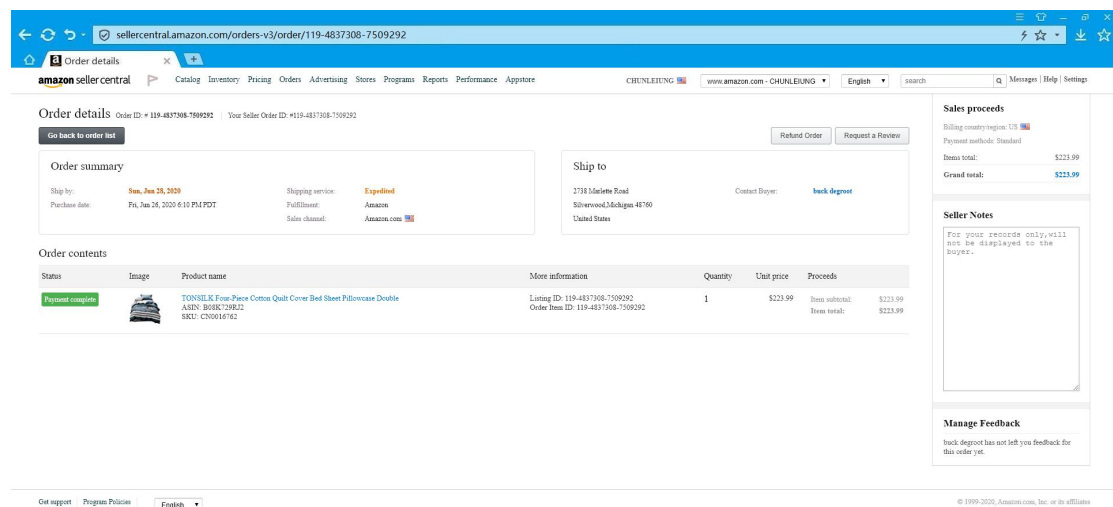 sellercentral.amazon.com/orders-v3/order/119-4837308-7509292
a Order details
amazon seller central Catalog Inventory Pricing Orders Advertising Stores Programs Reports Performance Appstore CHUNLEIUNG www.amazon.com - CHUNLEIUNG English search Messages | Help | Settings
Order details Order ID: # 119-4837308-7509292 Your Seller Order ID: #119-4837308-7509292
Go back to order list Refund Order Request a Review
Order summary
Ship by: Sun, Jun 28, 2020 Shipping service: Expedited
Purchase date: Fri, Jun 26, 2020 6:10 PM PDT Fulfillment: Amazon
Sales channel: Amazon.com
Ship to
2738 Marlette Road Contact Buyer: buck degroot
Silverwood,Michigan 48760
United States
Order contents
Status Image Product name More information Quantity Unit price Proceeds
Payment complete TONSILK Four-Piece Cotton Quilt Cover Bed Sheet Pillowcase Double Listing ID: 119-4837308-7509292 1 $223.99 Item subtotal: $223.99
ASIN: B08K729RJ2 Order Item ID: 119-4837308-7509292 Item total: $223.99
SKU: CN0016762
Sales proceeds
Billing country/region: US
Payment methods: Standard
Items total: $223.99
Grand total: $223.99
Seller Notes
For your records only,will
not be displayed to the
buyer.
Manage Feedback
buck degroot has not left you feedback for
this order yet.
Get support Program Policies English © 1999-2020, Amazon.com, Inc. or its affiliates